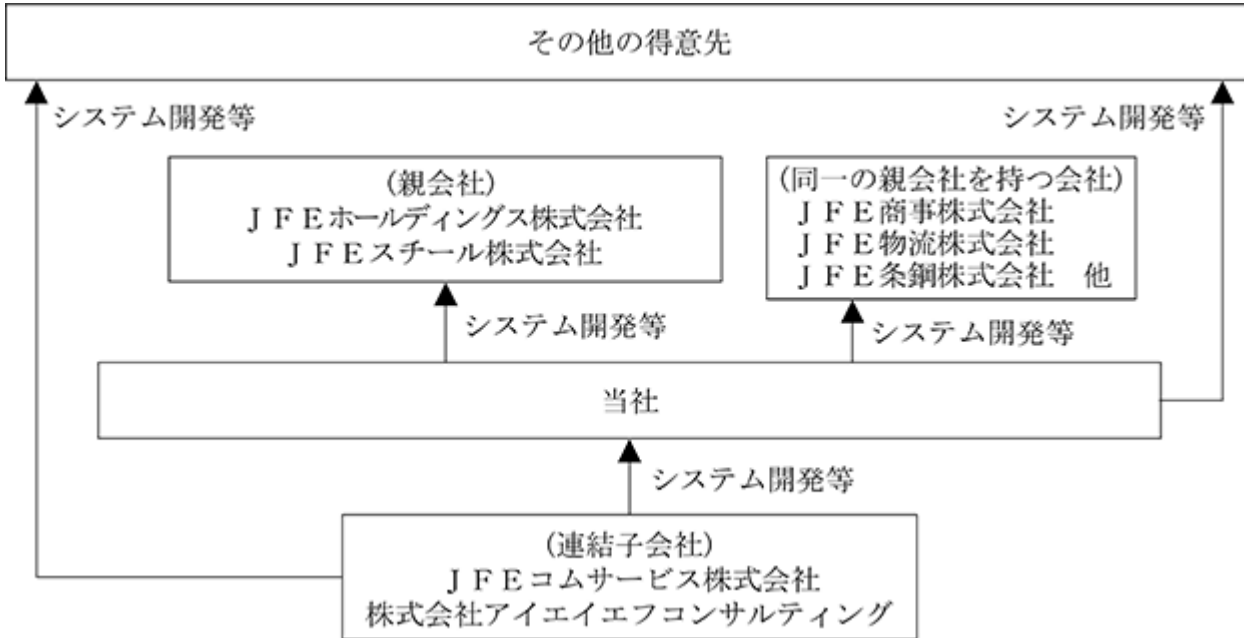 その他の得意先
システム開発等
システム開発等
(親会社)
ＪＦＥホールディングス株式会社
ＪＦＥスチール株式会社
(同一の親会社を持つ会社)
ＪＦＥ商事株式会社
ＪＦＥ物流株式会社
ＪＦＥ条鋼株式会社　他
システム開発等
システム開発等
当社
システム開発等
(連結子会社)
ＪＦＥコムサービス株式会社
株式会社アイエイエフコンサルティング